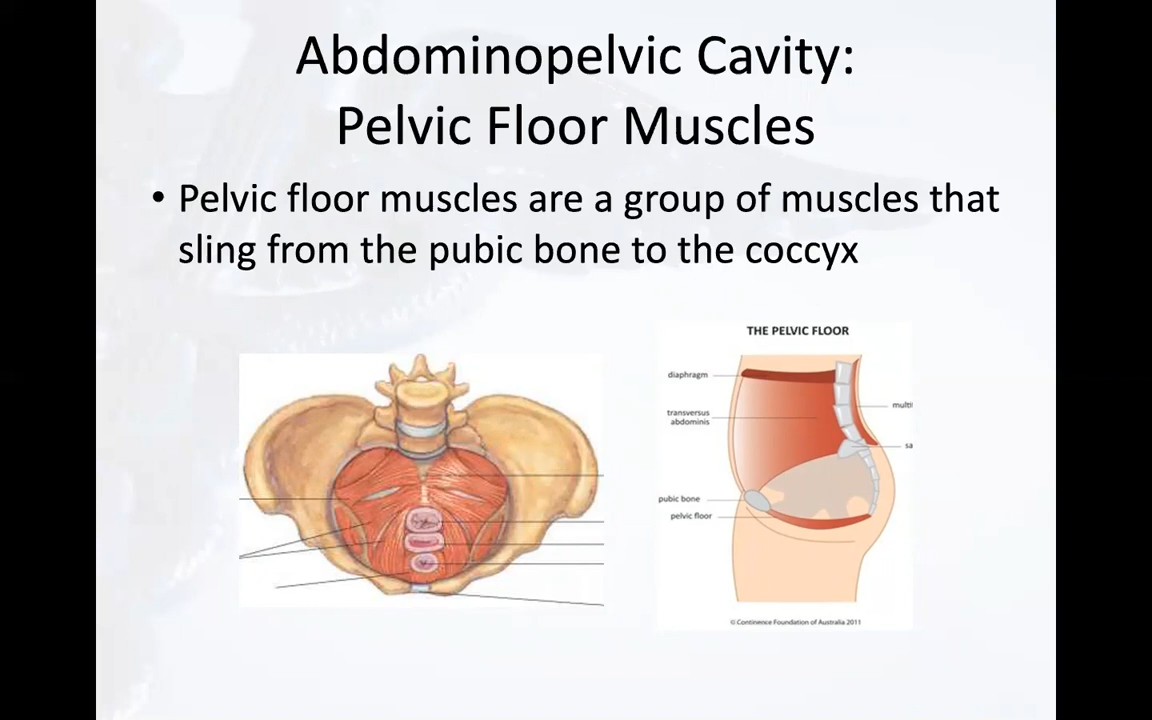 Abdominopelvic Cavity:
Pelvic Floor Muscles
• Pelvic floor muscles are a group of muscles that
sling from the pubic bone to the coccyx
THE PELVIC FLOOR
diaphragm
transversus
abdominis
multi
sa
pubic bone
pelvic floor
© Continence Foundation of Australia 2011